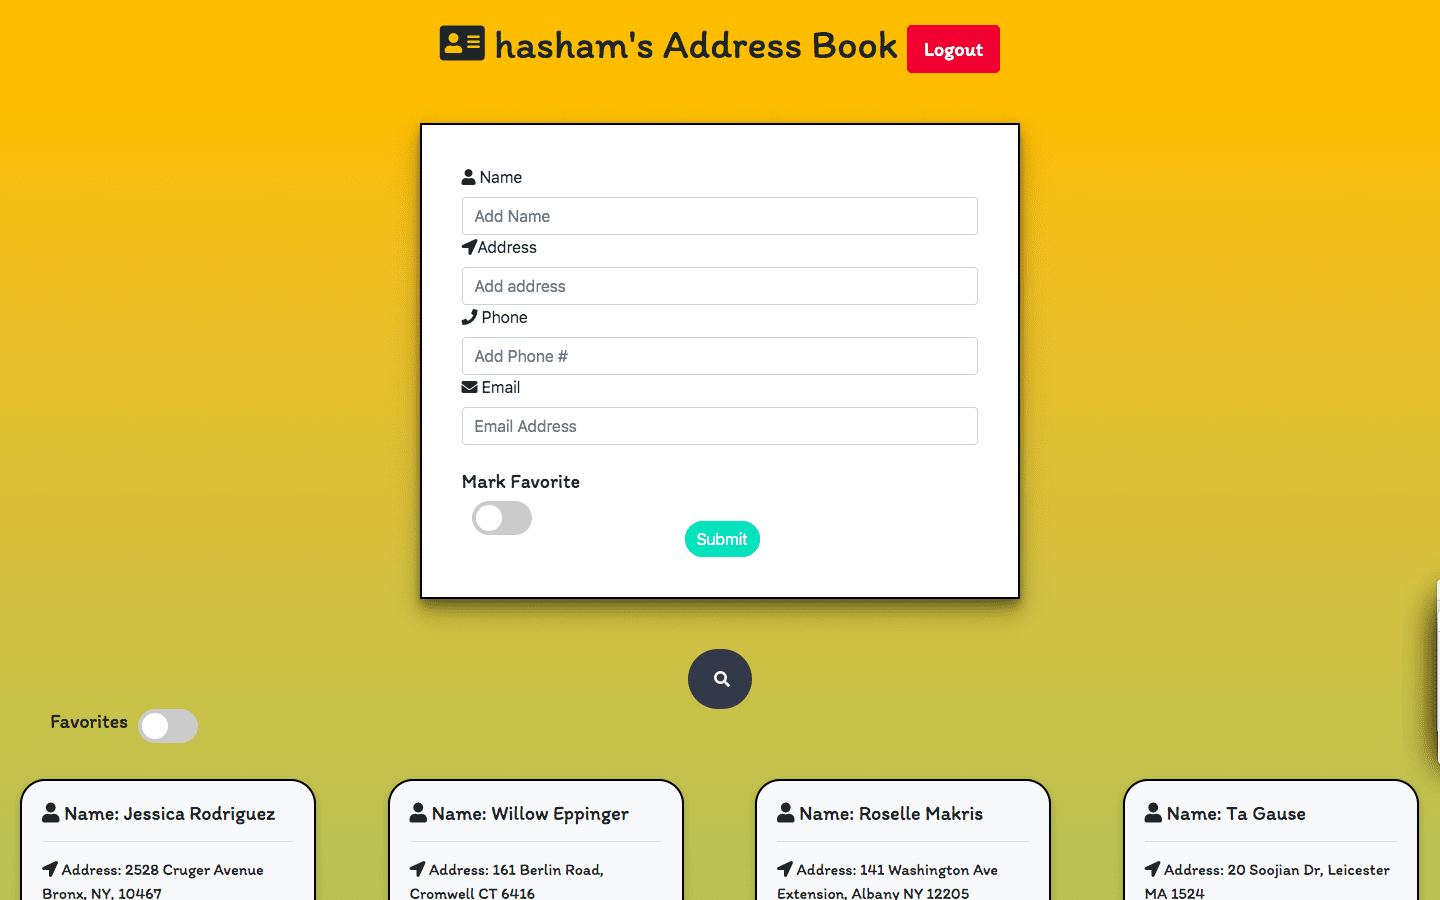 hasham's Address Book
Logout
Name
Add Name
Address
Add address
Phone
Add Phone #
Email
Email Address
Mark Favorite
Submit
Favorites
Name: Jessica Rodriguez
Address: 2528 Cruger Avenue
Bronx, NY, 10467
Name: Willow Eppinger
Address: 161 Berlin Road,
Cromwell CT 6416
Name: Roselle Makris
Address: 141 Washington Ave
Extension, Albany NY 12205
Name: Ta Gause
Address: 20 Soojian Dr, Leicester
MA 1524